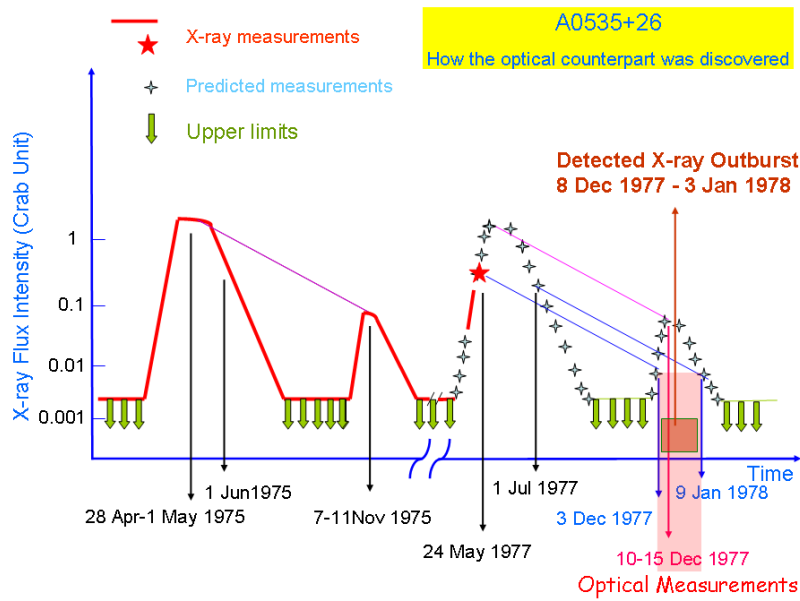 A0535+26
How the optical counterpart was discovered
X-ray measurements
Predicted measurements
Upper limits
Detected X-ray Outburst
8 Dec 1977 - 3 Jan 1978
X-ray Flux Intensity (Crab Unit)
1
0.1
0.01
0.001
Time
1 Jun1975
28 Apr-1 May 1975
7-11Nov 1975
1 Jul 1977
24 May 1977
9 Jan 1978
3 Dec 1977
10-15 Dec 1977
Optical Measurements